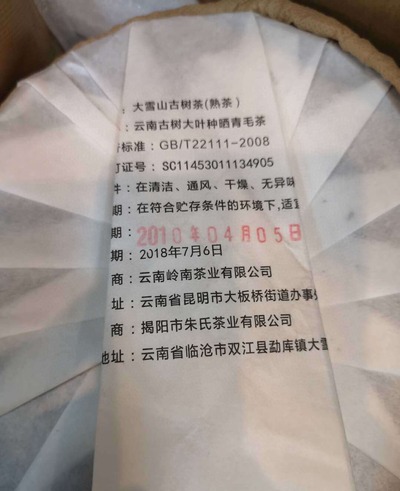 ：大雪山古树茶(熟茶)
：云南古树大叶种晒青毛茶
标准：GB/T22111-2008
可证号：SC11453011134905
件：在清洁、通风、干燥、无异味
期：在符合贮存条件的环境下,适宜
2010年04月05日
期：2018年7月6日
商：云南岭南茶业有限公司
址：云南省昆明市大板桥街道办事处
商：揭阳市朱氏茶业有限公司
地址：云南省临沧市双江县勐库镇大雪